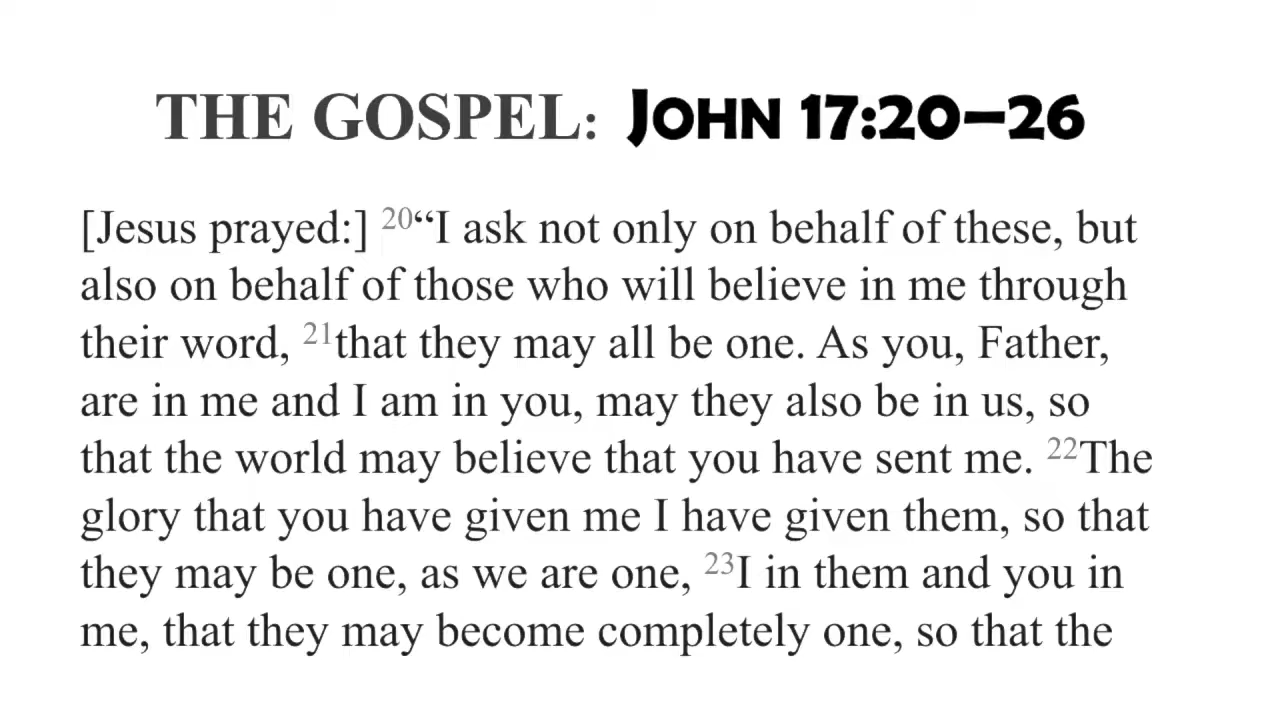 THE GOSPEL: JOHN 17:20–26
[Jesus prayed:] 20“I ask not only on behalf of these, but
also on behalf of those who will believe in me through
their word, 21that they may all be one. As you, Father,
are in me and I am in you, may they also be in us, so
that the world may believe that you have sent me. 22The
glory that you have given me I have given them, so that
they may be one, as we are one, 23I in them and you in
me, that they may become completely one, so that the